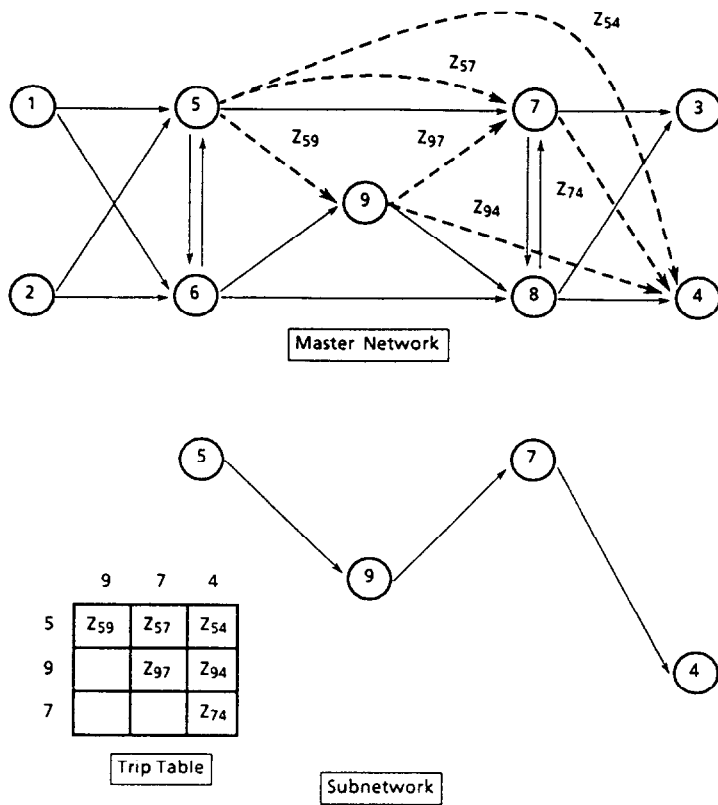 Z54
Z57
1 5 7 3
Z59 Z97
9 Z74
Z94
2 6 8 4
Master Network
5 7
9
9 7 4
5 Z59 Z57 Z54
9 Z97 Z94
4
7 Z74
Trip Table
Subnetwork